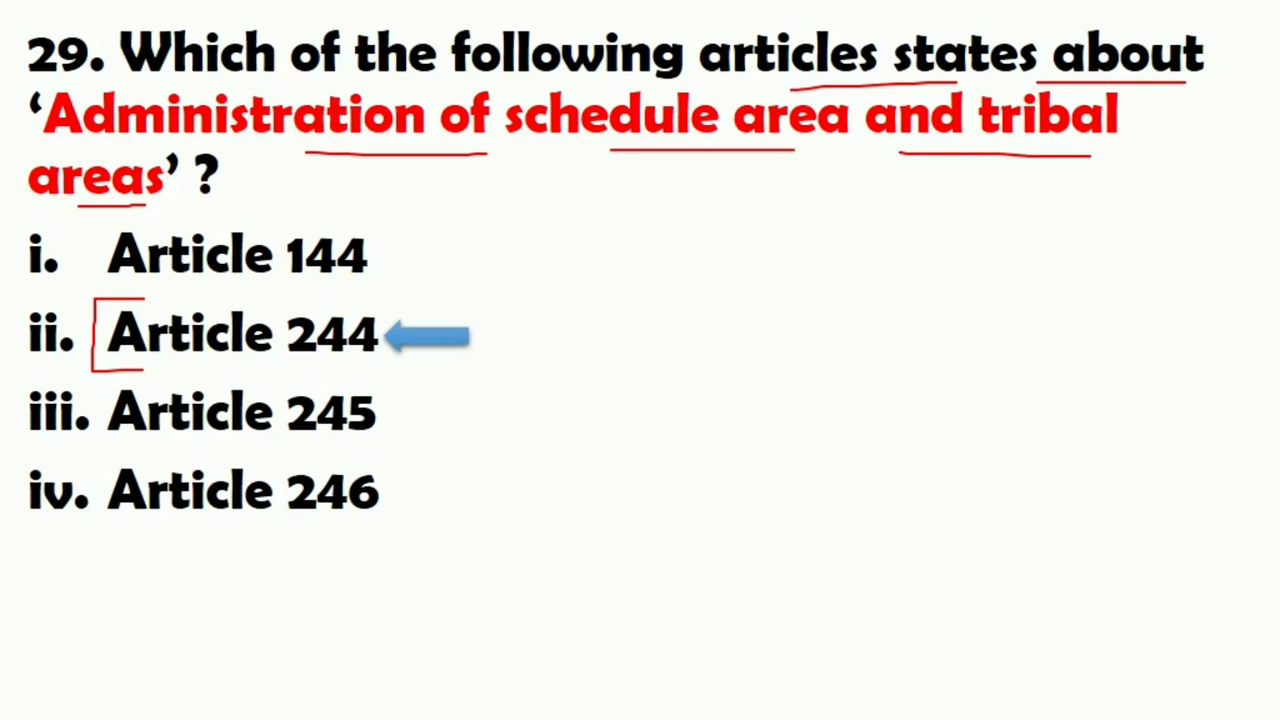 29. Which of the following articles states about
‘Administration of schedule area and tribal
areas’ ?
i. Article 144
ii. Article 244
iii. Article 245
iv. Article 246